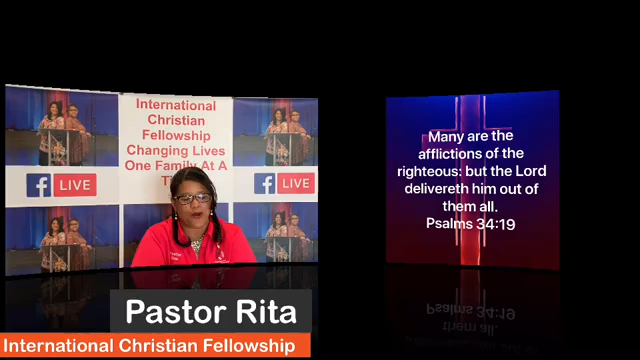 International
Christian
Fellowship
Changing Lives
One Family At A
f LIVE
f LIVE
Many are the
afflictions of the
righteous: but the Lord
delivereth him out of
them all.
Psalms 34:19
Pastor Rita
International Christian Fellowship